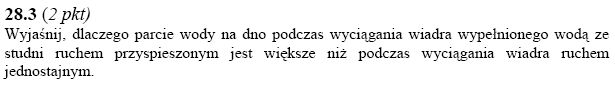 28.3 (2 pkt)
Wyjaśnij, dlaczego parcie wody na dno podczas wyciągania wiadra wypełnionego wodą ze
studni ruchem przyspieszonym jest większe niż podczas wyciągania wiadra ruchem
jednostajnym.